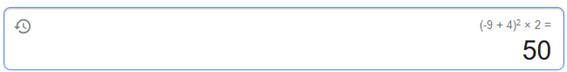 (-9 + 4)² × 2 =
50